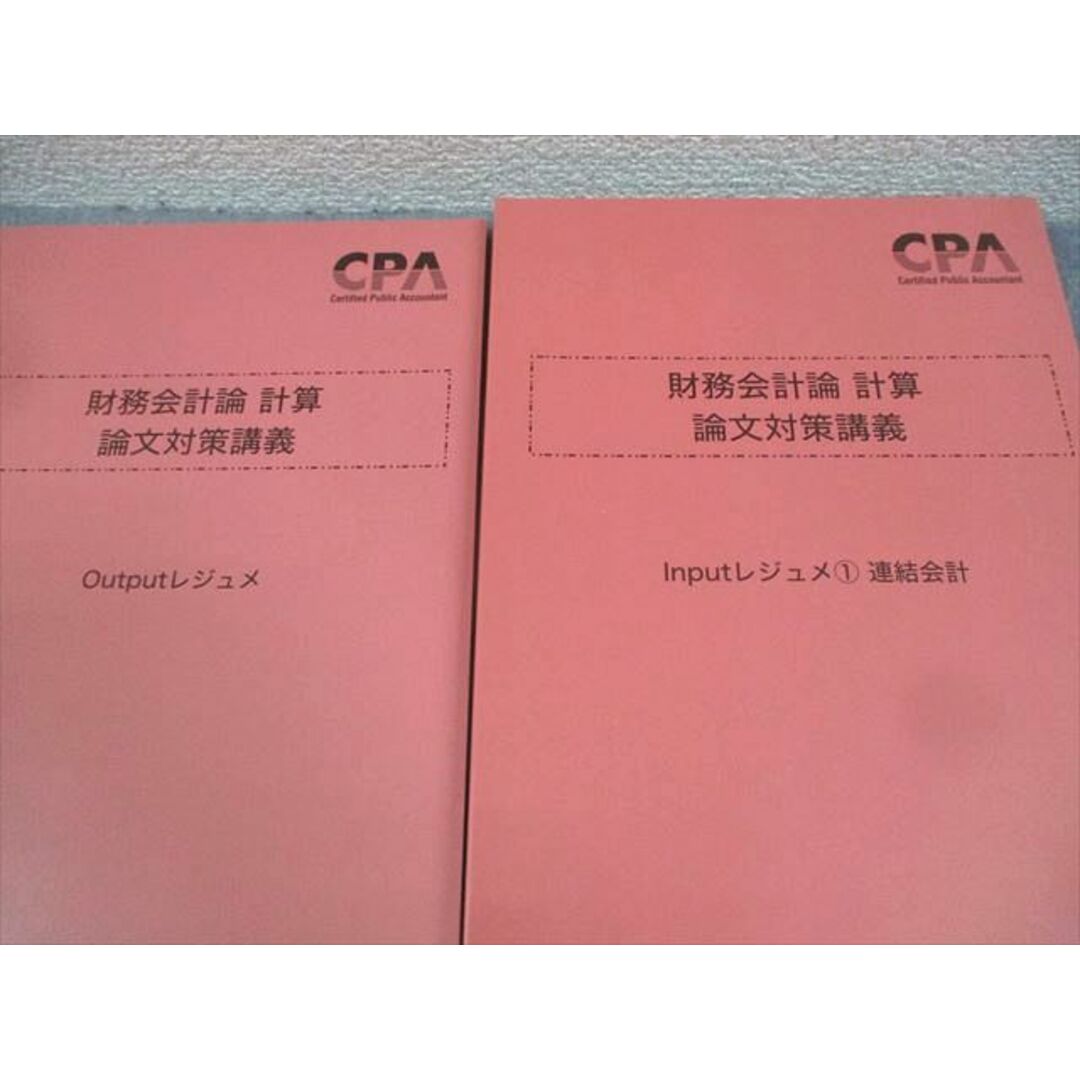 CPA
Certified Public Accountant
財務会計論 計算
論文対策講義
Outputレジュメ
CPA
Certified Public Accountant
財務会計論 計算
論文対策講義
Inputレジュメ① 連結会計